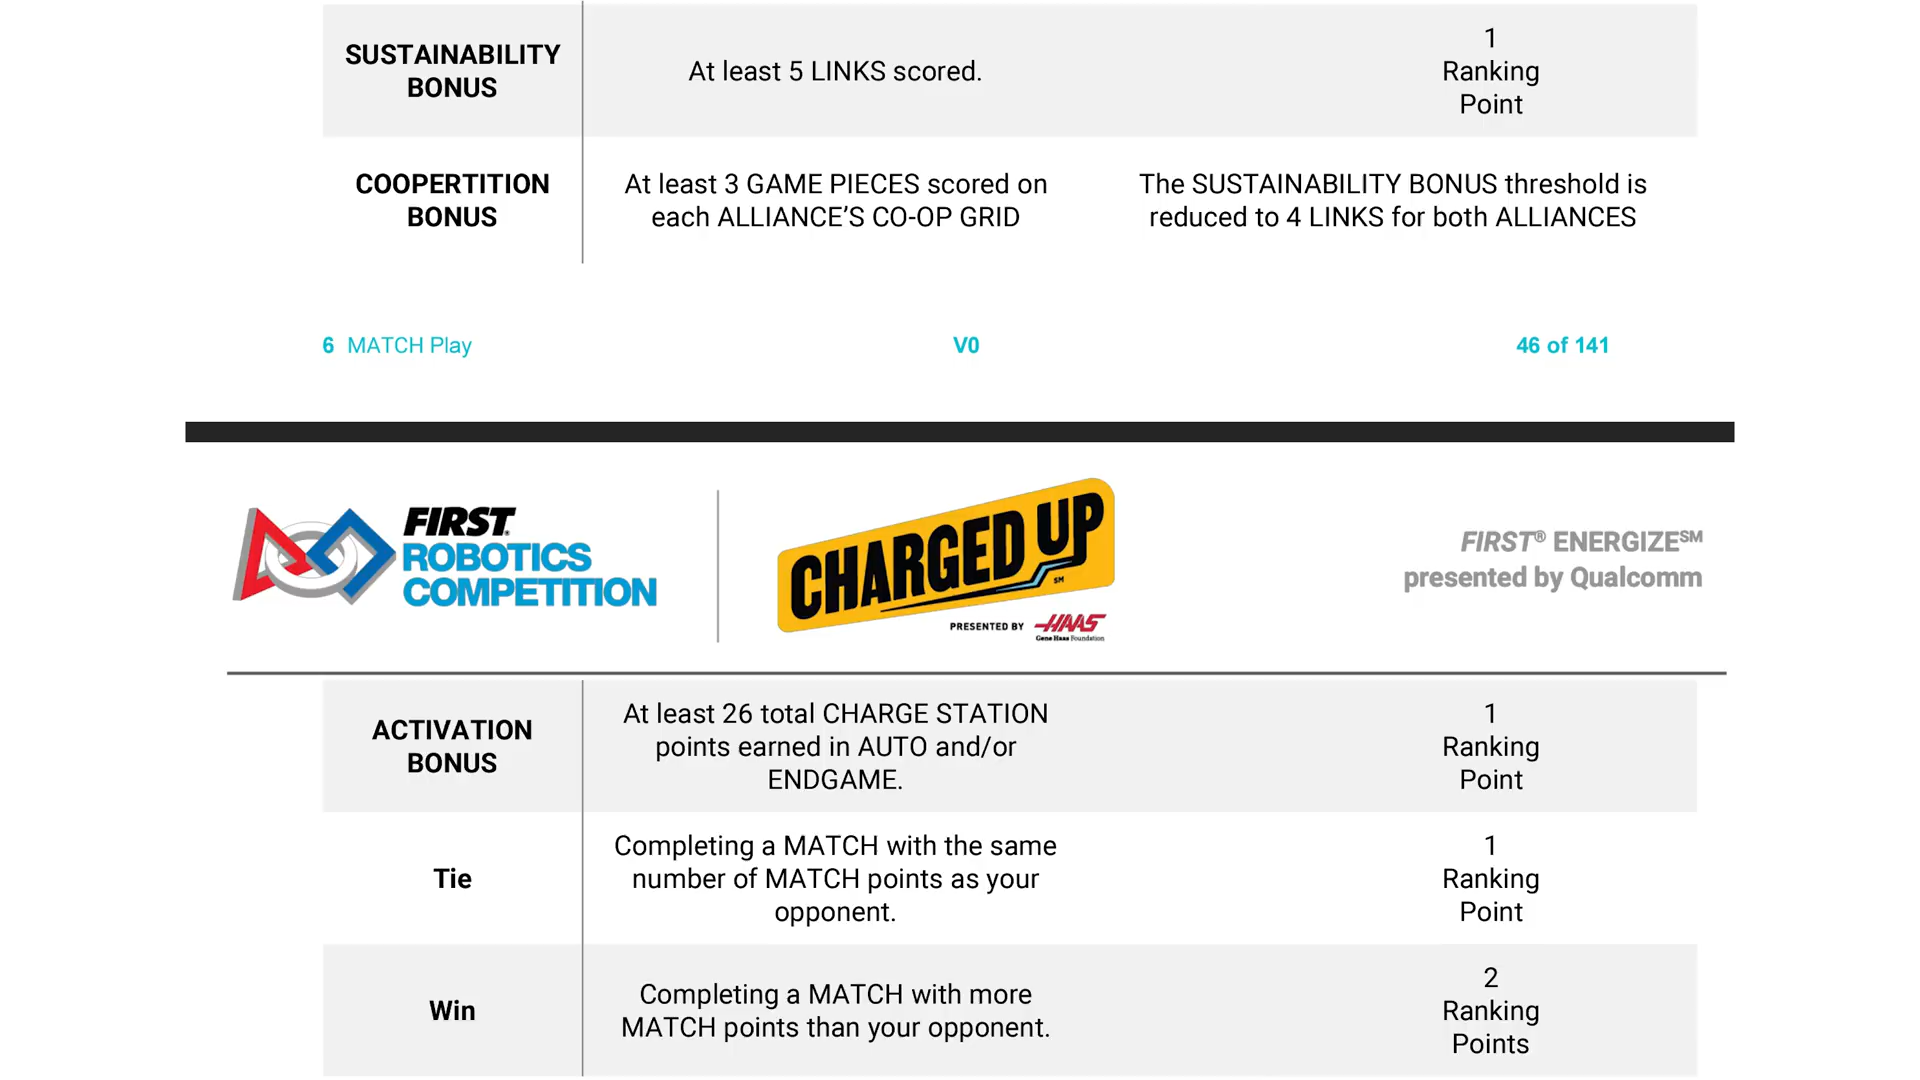 SUSTAINABILITY
BONUS
At least 5 LINKS scored.
1
Ranking
Point
COOPERTITION
BONUS
At least 3 GAME PIECES scored on
each ALLIANCE’S CO-OP GRID
The SUSTAINABILITY BONUS threshold is
reduced to 4 LINKS for both ALLIANCES
6 MATCH Play
V0
46 of 141
FIRST®
ROBOTICS
COMPETITION
CHARGED UP SM
PRESENTED BY HAAS
Gene Haas Foundation
FIRST® ENERGIZE℠
presented by Qualcomm
ACTIVATION
BONUS
At least 26 total CHARGE STATION
points earned in AUTO and/or
ENDGAME.
1
Ranking
Point
Tie
Completing a MATCH with the same
number of MATCH points as your
opponent.
1
Ranking
Point
Win
Completing a MATCH with more
MATCH points than your opponent.
2
Ranking
Points